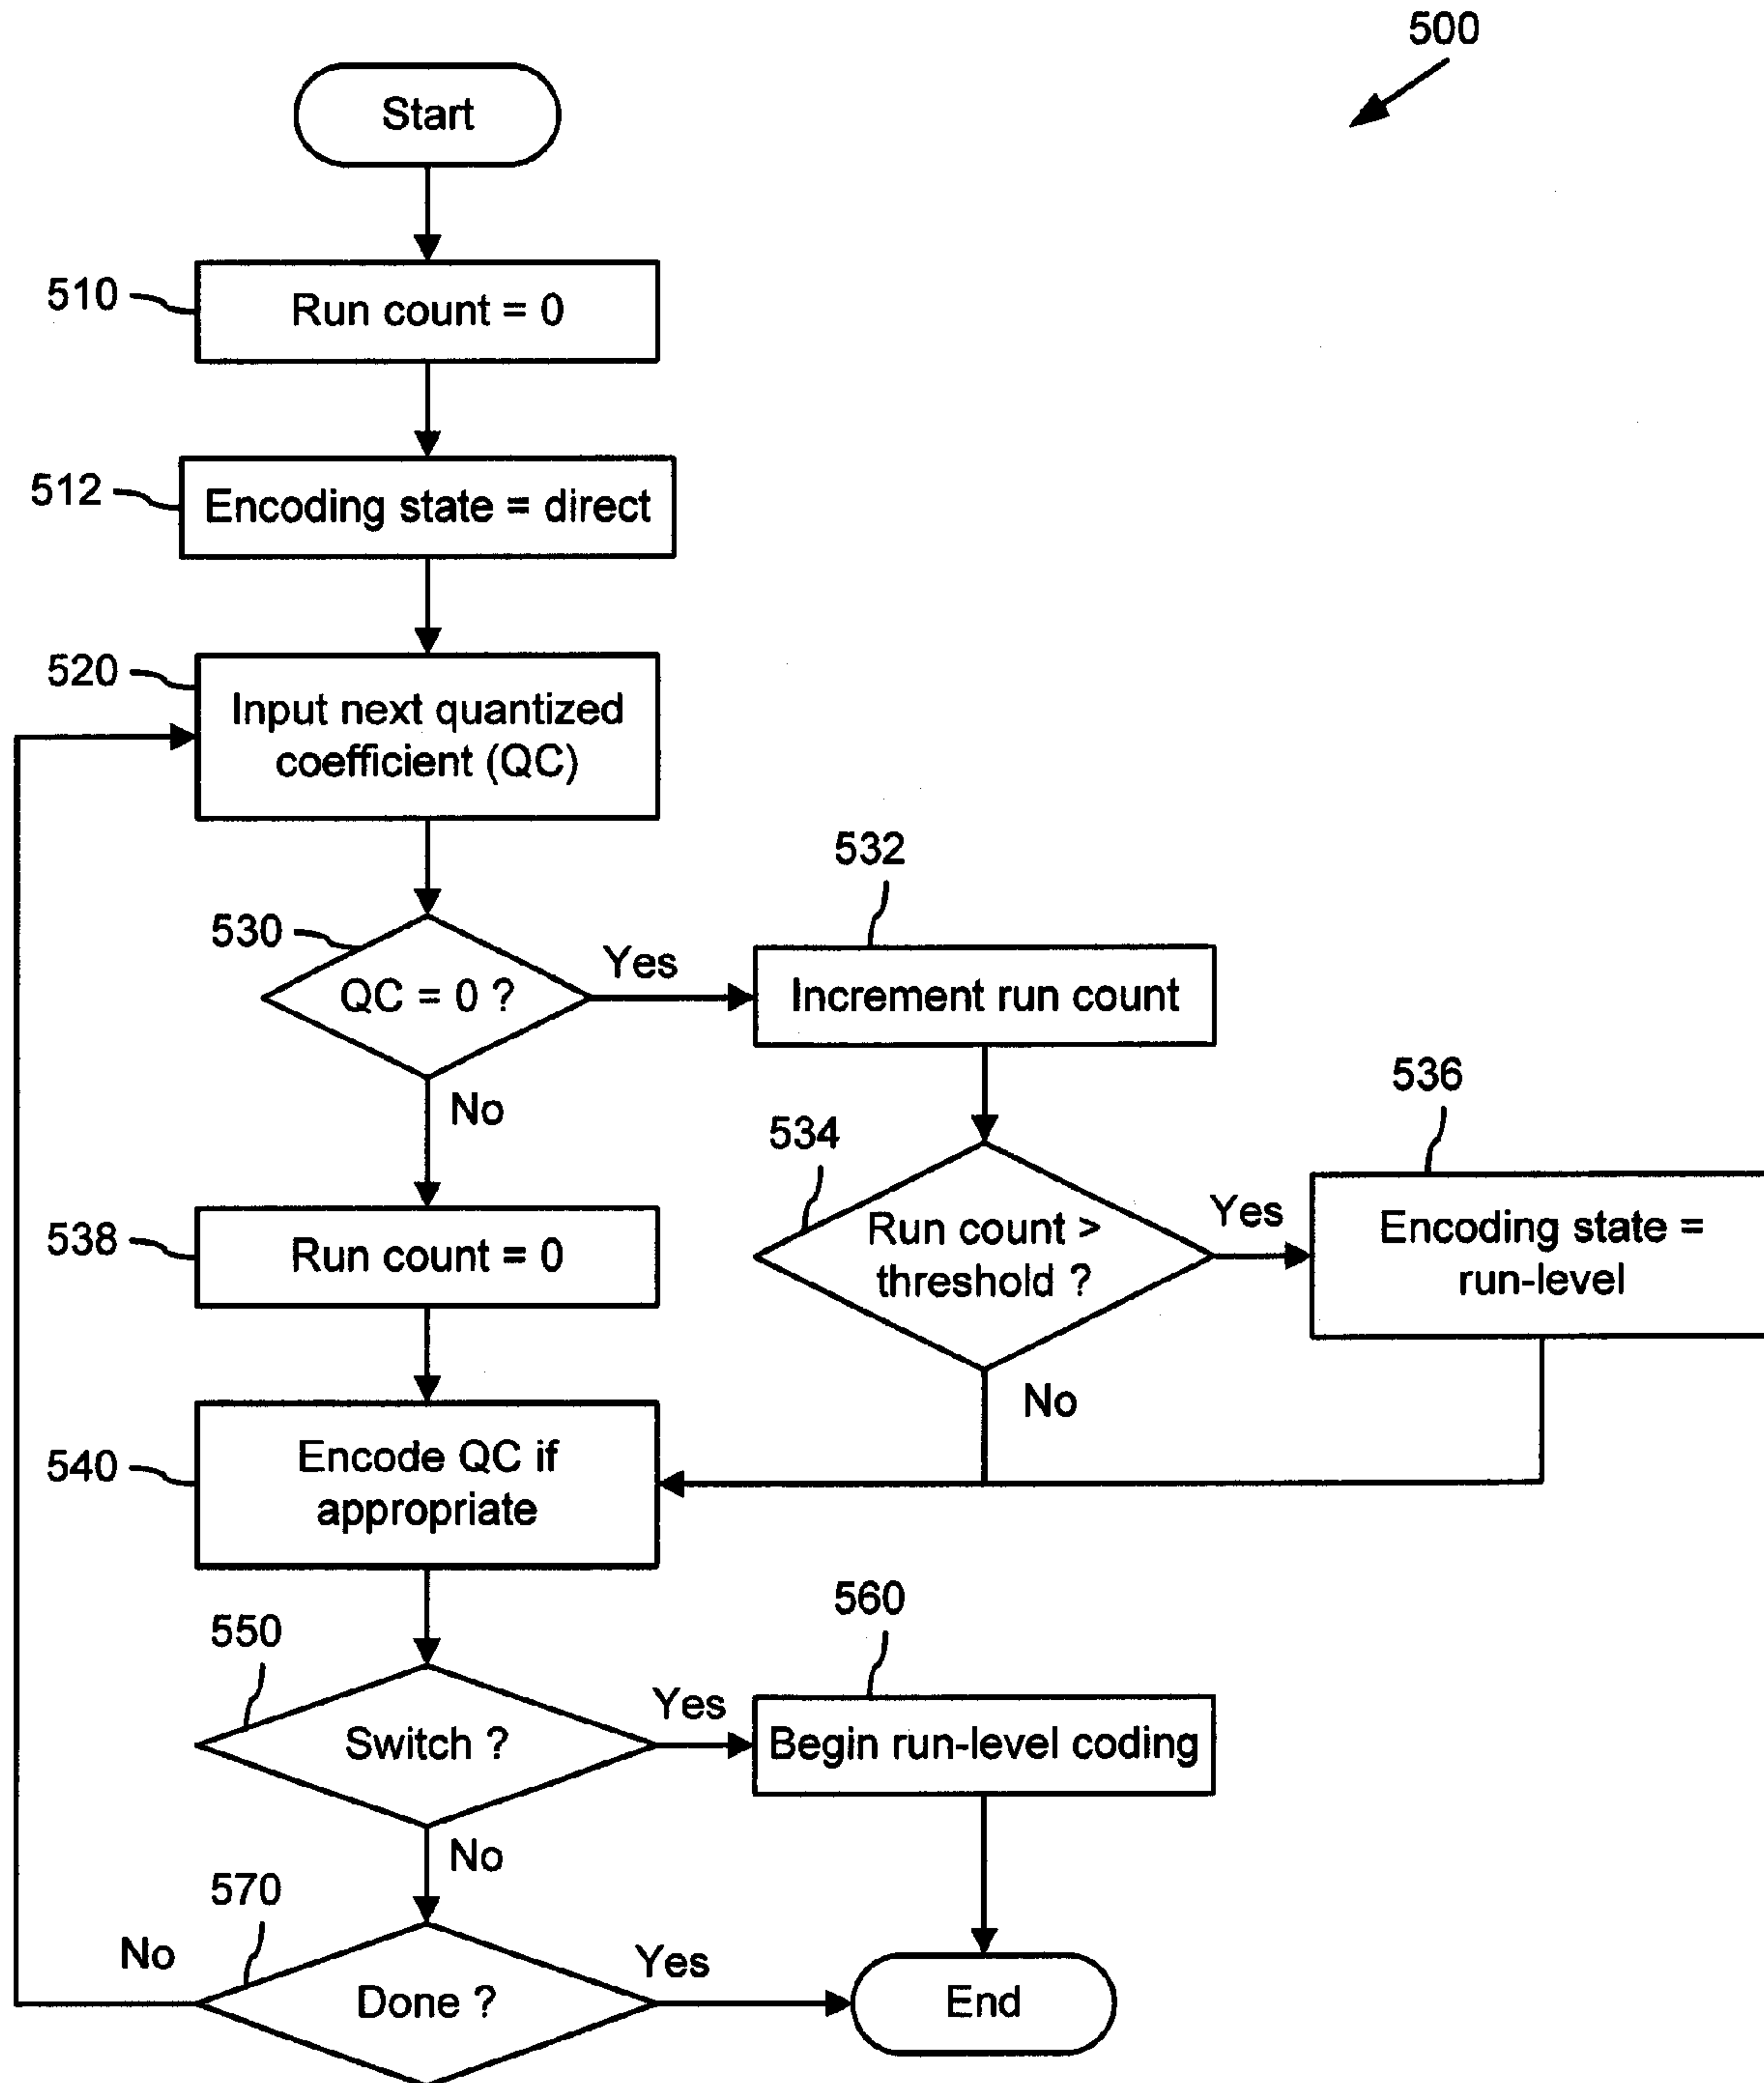 500
Start
510
Run count = 0
512
Encoding state = direct
520
Input next quantized
coefficient (QC)
530
QC = 0 ?
Yes
532
Increment run count
No
534
Run count >
threshold ?
Yes
536
Encoding state =
run-level
No
538
Run count = 0
540
Encode QC if
appropriate
550
Switch ?
Yes
560
Begin run-level coding
No
570
Done ?
No
Yes
End